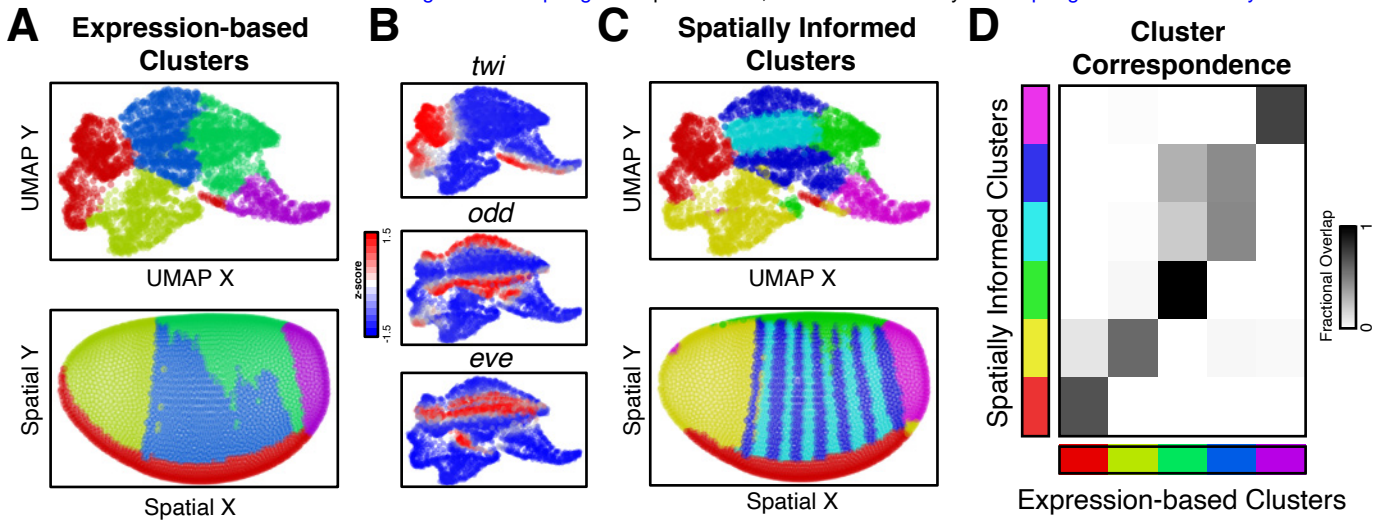 A
Expression-based
Clusters
UMAP Y
UMAP X
Spatial Y
Spatial X
B
twi
odd
z-score
1.5
-1.5
eve
C
Spatially Informed
Clusters
UMAP Y
UMAP X
Spatial Y
Spatial X
D
Cluster
Correspondence
Spatially Informed Clusters
Expression-based Clusters
Fractional Overlap
1
0